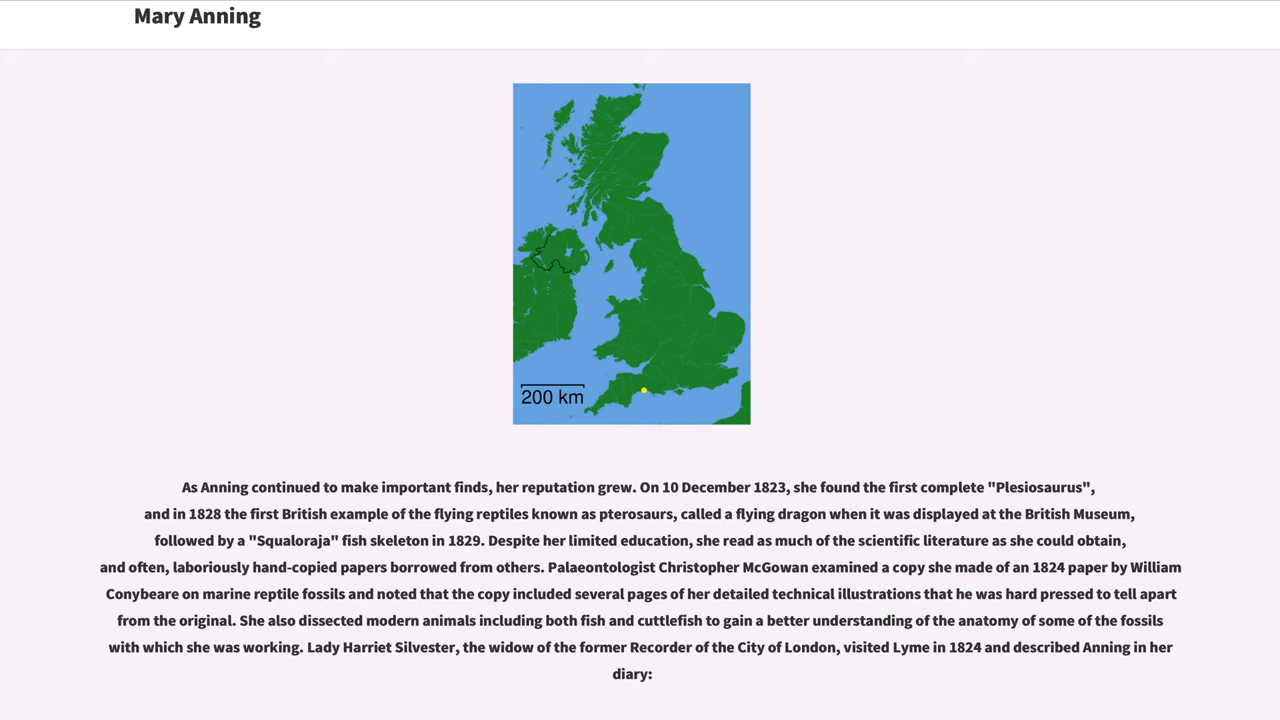 Mary Anning
200 km
As Anning continued to make important finds, her reputation grew. On 10 December 1823, she found the first complete "Plesiosaurus",
and in 1828 the first British example of the flying reptiles known as pterosaurs, called a flying dragon when it was displayed at the British Museum,
followed by a "Squaloraja" fish skeleton in 1829. Despite her limited education, she read as much of the scientific literature as she could obtain,
and often, laboriously hand-copied papers borrowed from others. Palaeontologist Christopher McGowan examined a copy she made of an 1824 paper by William
Conybeare on marine reptile fossils and noted that the copy included several pages of her detailed technical illustrations that he was hard pressed to tell apart
from the original. She also dissected modern animals including both fish and cuttlefish to gain a better understanding of the anatomy of some of the fossils
with which she was working. Lady Harriet Silvester, the widow of the former Recorder of the City of London, visited Lyme in 1824 and described Anning in her
diary: